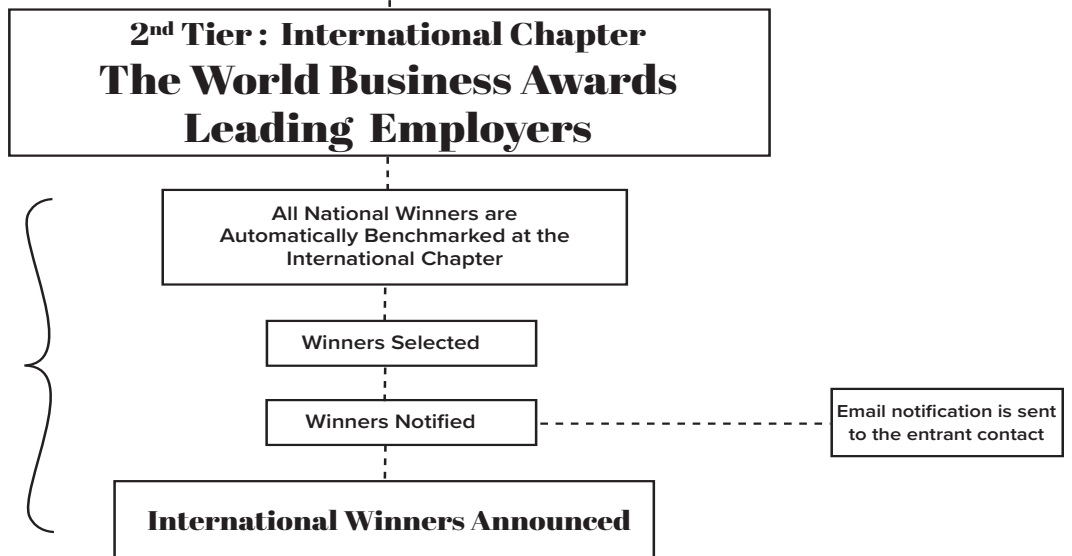 2nd Tier : International Chapter
The World Business Awards
Leading Employers
All National Winners are
Automatically Benchmarked at the
International Chapter
Winners Selected
Winners Notified
Email notification is sent
to the entrant contact
International Winners Announced